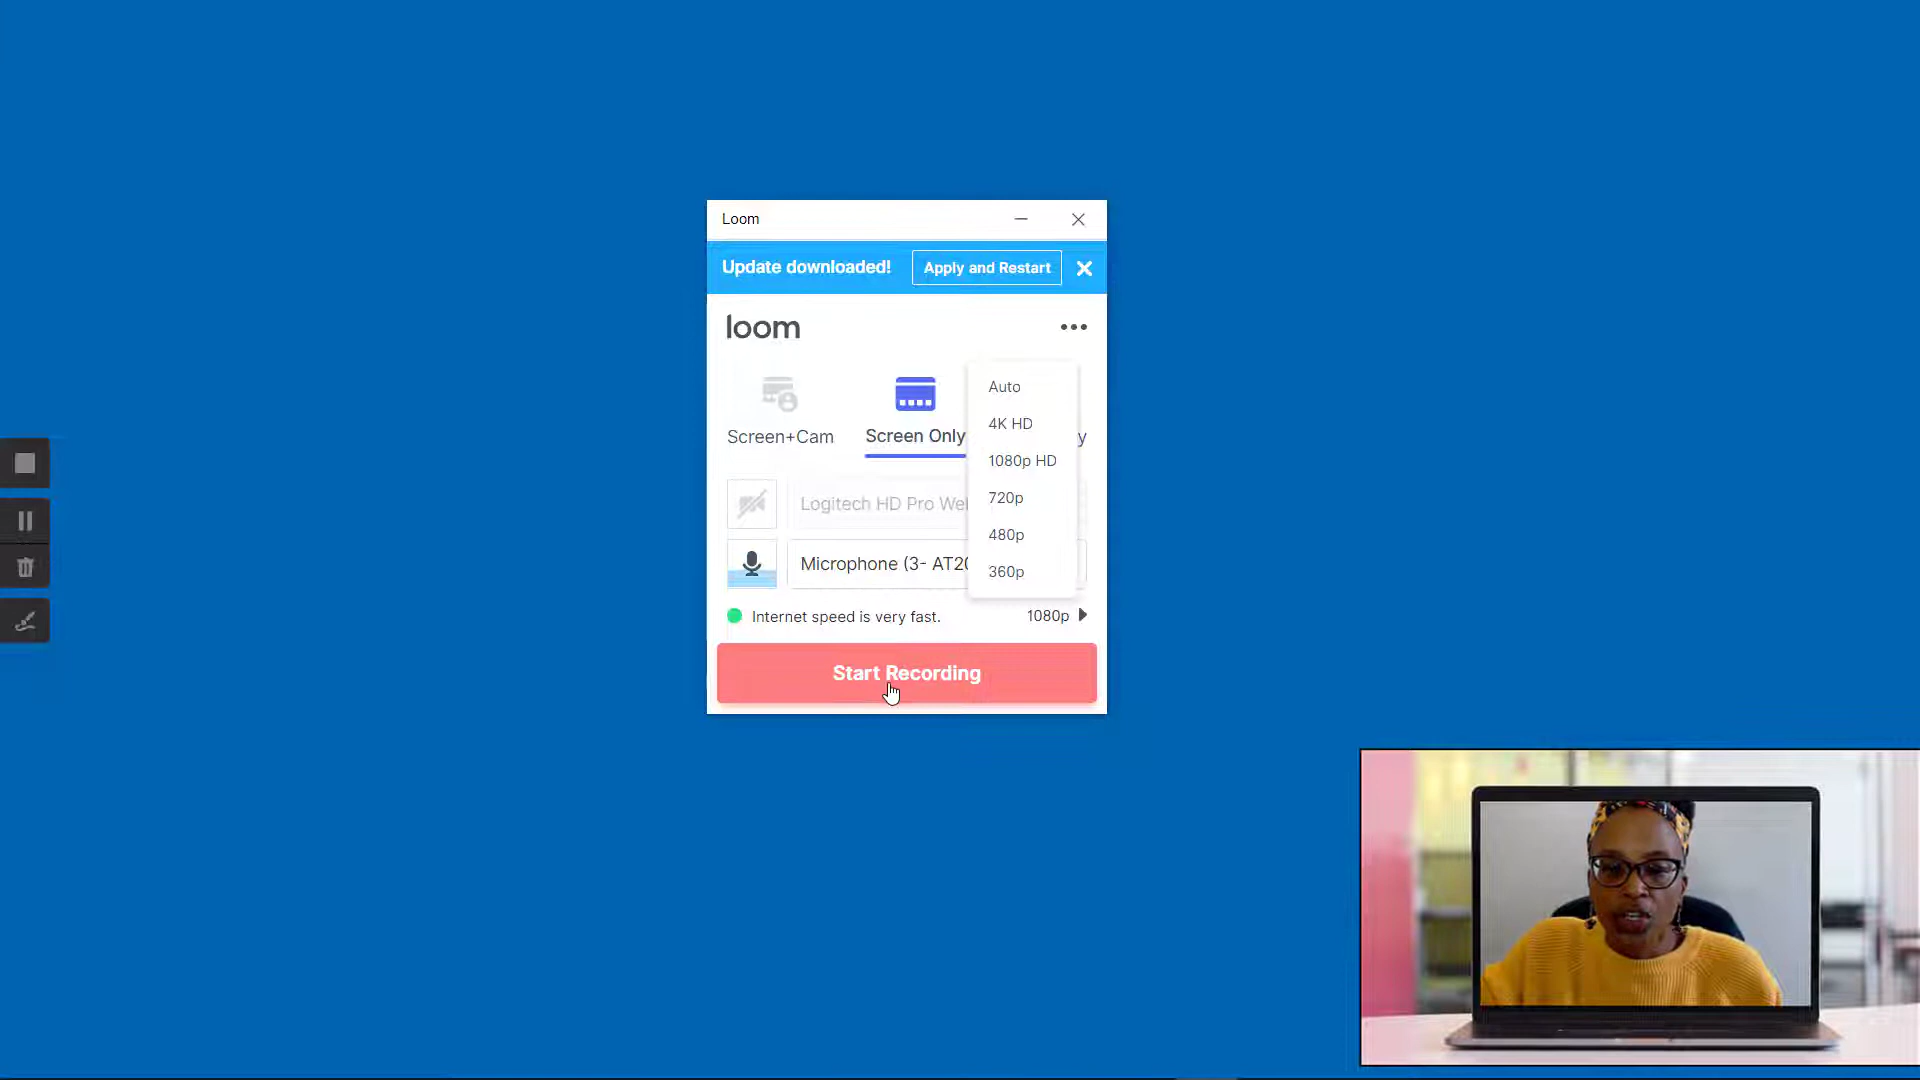 Loom
Update downloaded!
Apply and Restart
loom
Screen+Cam
Screen Only
y
Auto
4K HD
1080p HD
720p
480p
360p
Logitech HD Pro We
Microphone (3- AT20
Internet speed is very fast.
1080p
Start Recording